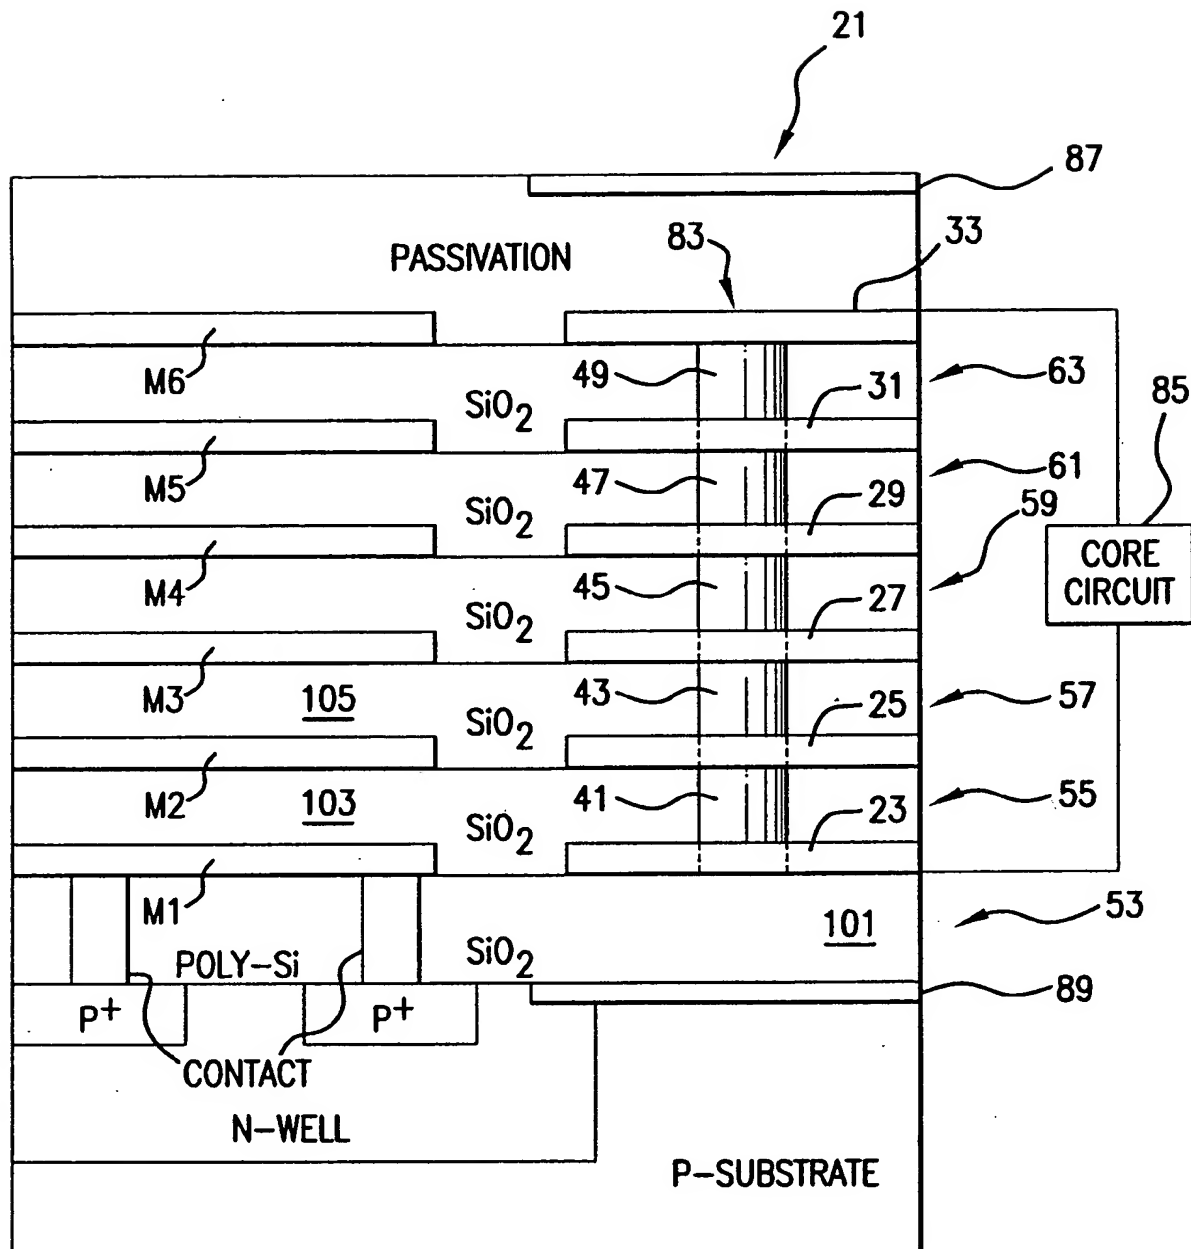 21
87
83
33
PASSIVATION
M6
49
SiO2
31
63
85
M5
47
SiO2
29
61
59
CORE
CIRCUIT
M4
45
SiO2
27
M3
105
43
SiO2
25
57
M2
103
41
SiO2
23
55
M1
POLY-Si
SiO2
101
53
P+
P+
89
CONTACT
N-WELL
P-SUBSTRATE